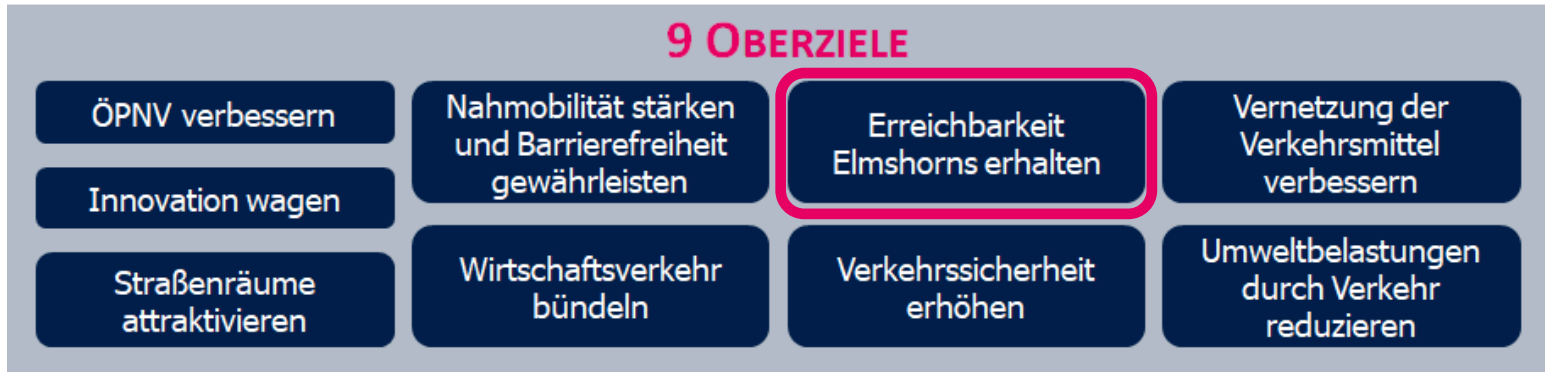 9 OBERZIELE
ÖPNV verbessern
Innovation wagen
Straßenräume
attraktivieren
Nahmobilität stärken
und Barrierefreiheit
gewährleisten
Wirtschaftsverkehr
bündeln
Erreichbarkeit
Elmshorns erhalten
Verkehrssicherheit
erhöhen
Vernetzung der
Verkehrsmittel
verbessern
Umweltbelastungen
durch Verkehr
reduzieren